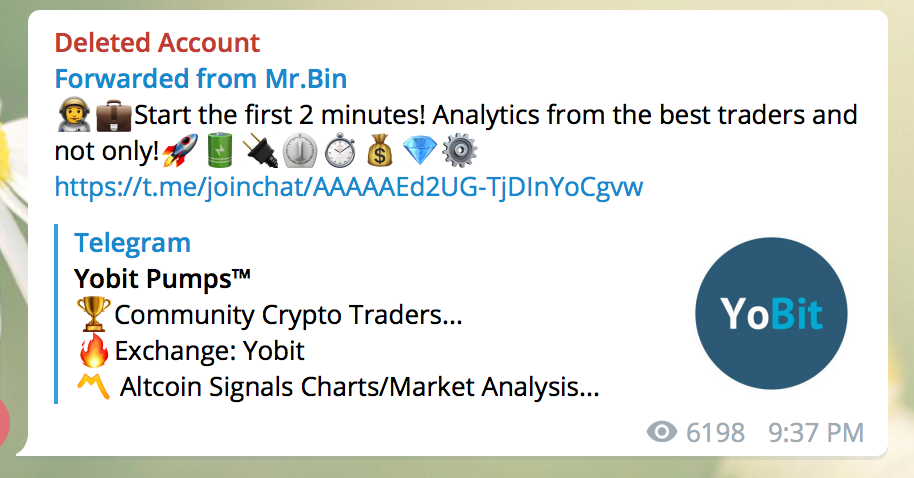 Deleted Account
Forwarded from Mr.Bin
👨‍🚀💼Start the first 2 minutes! Analytics from the best traders and
not only!🚀🔋🔌⏲⏱💰💎⚙
https://t.me/joinchat/AAAAAEd2UG-TjDInYoCgvw
Telegram
Yobit Pumps™
🏆Community Crypto Traders...
🔥Exchange: Yobit
〽 Altcoin Signals Charts/Market Analysis...
YoBit
6198 9:37 PM